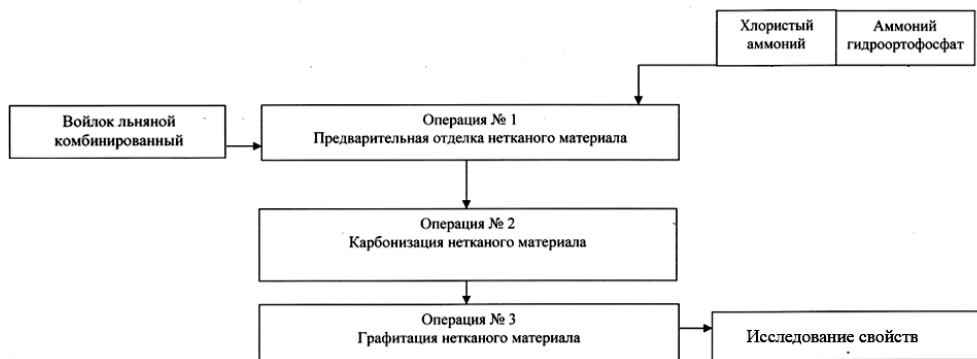 Хлористый
аммоний
Аммоний
гидроортофосфат
Войлок льняной
комбинированный
Операция № 1
Предварительная отделка нетканого материала
Операция № 2
Карбонизация нетканого материала
Операция № 3
Графитация нетканого материала
Исследование свойств